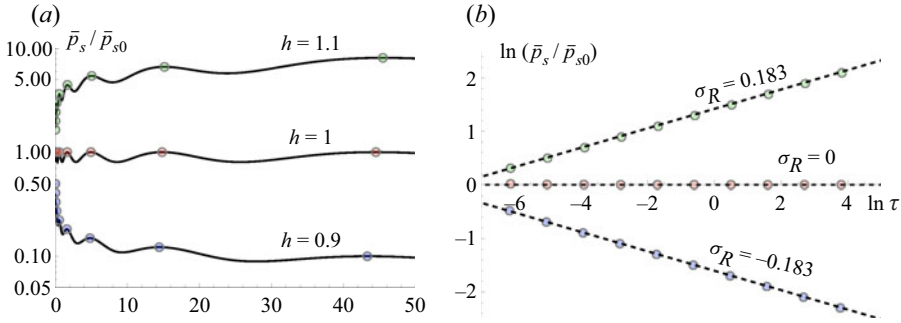 (a)
p̄ₛ / p̄ₛ₀
10.00
5.00
1.00
0.50
0.10
0.05
h = 1.1
h = 1
h = 0.9
0 10 20 30 40 50
(b)
ln (p̄ₛ/p̄ₛ₀)
2
1
0
–1
–2
σR = 0.183
σR = 0
–6 –4 –2 0 2 4 ln τ
σR = –0.183